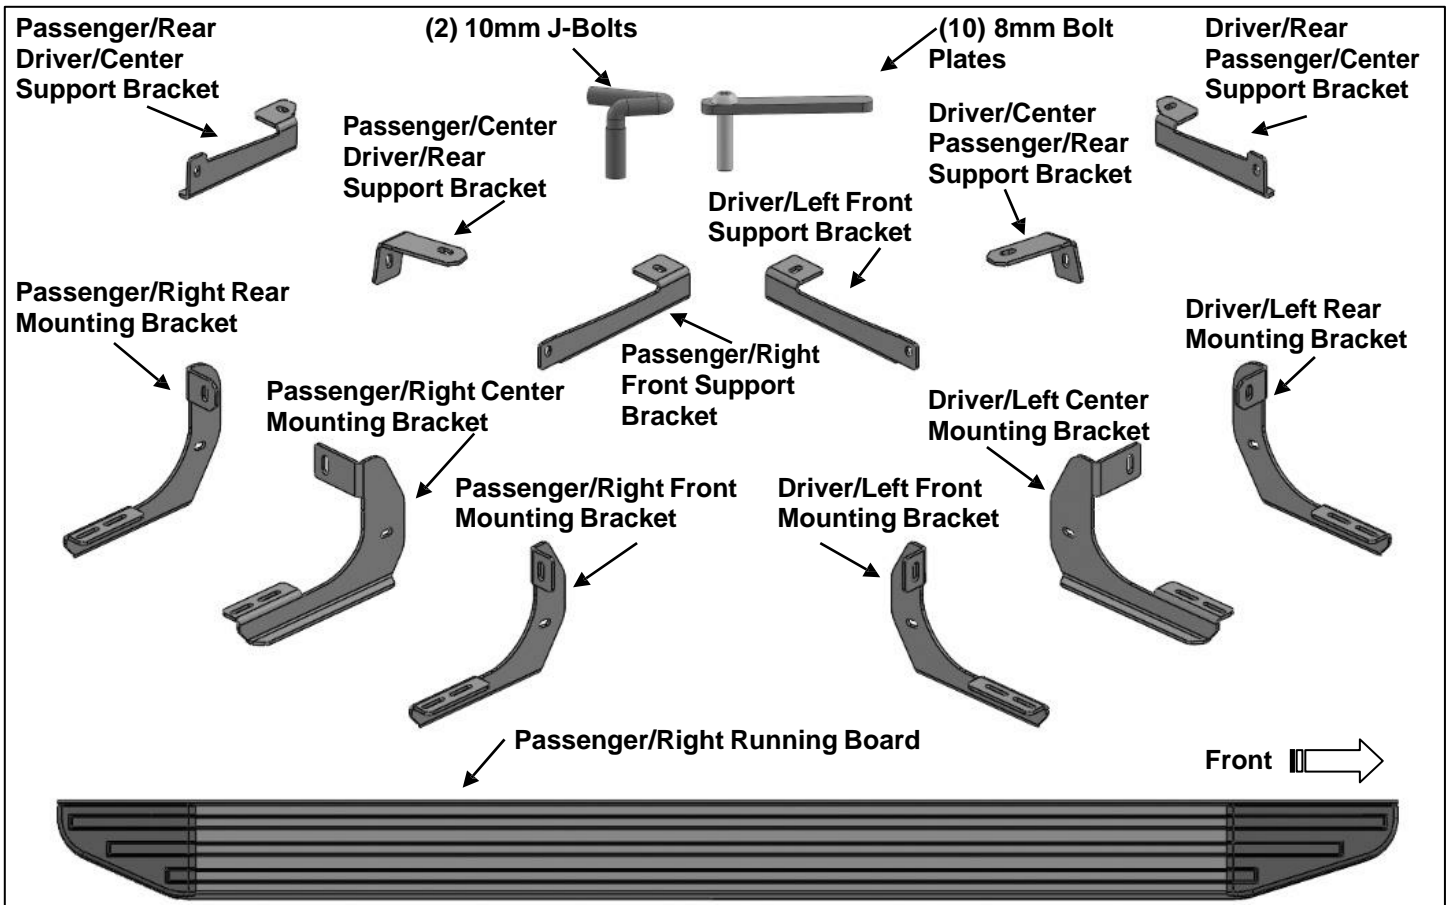 Passenger/Rear
Driver/Center
Support Bracket
(2) 10mm J-Bolts
(10) 8mm Bolt
Plates
Driver/Rear
Passenger/Center
Support Bracket
Passenger/Center
Driver/Rear
Support Bracket
Driver/Center
Passenger/Rear
Support Bracket
Driver/Left Front
Support Bracket
Passenger/Right Rear
Mounting Bracket
Passenger/Right
Front Support
Bracket
Driver/Left Rear
Mounting Bracket
Passenger/Right Center
Mounting Bracket
Driver/Left Center
Mounting Bracket
Passenger/Right Front
Mounting Bracket
Driver/Left Front
Mounting Bracket
Passenger/Right Running Board
Front